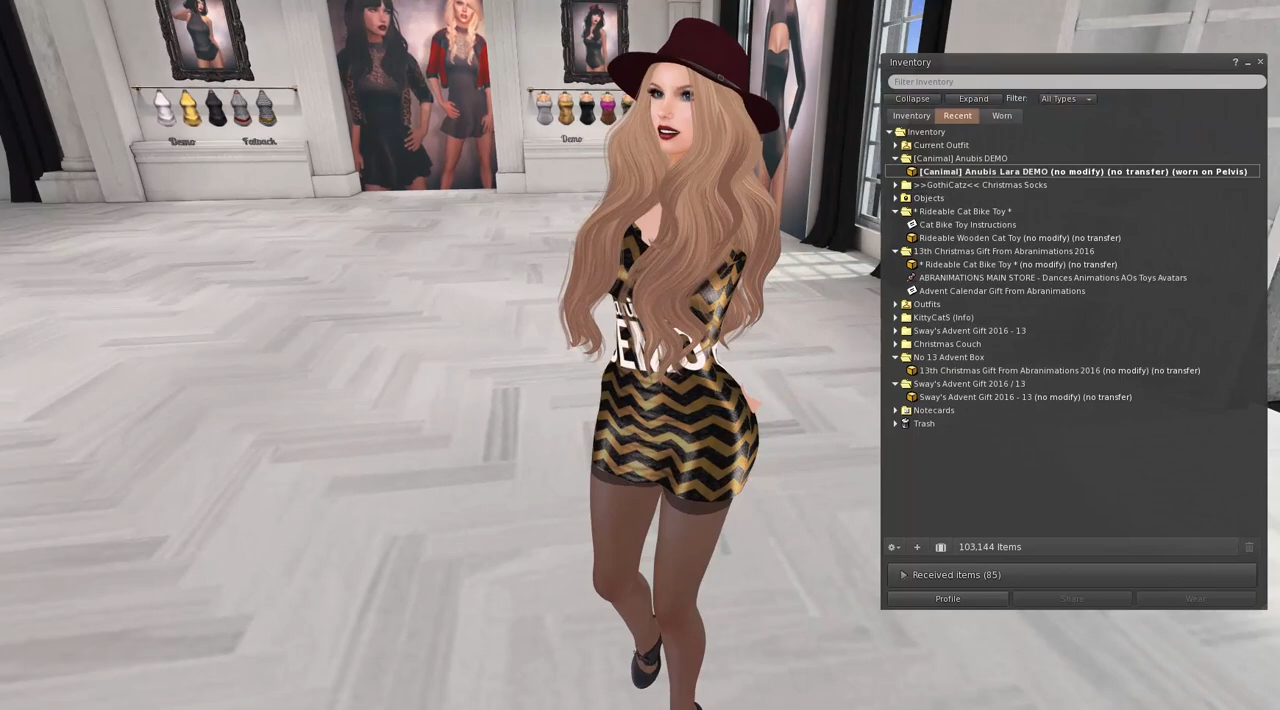 Demo
Fatpack
Demo
DEMO
Inventory
?
Filter Inventory
Collapse
Expand
Filter:
All Types
Inventory
Recent
Worn
Inventory
Current Outfit
[Canimal] Anubis DEMO
[Canimal] Anubis Lara DEMO (no modify) (no transfer) (worn on Pelvis)
>>GothiCatz<< Christmas Socks
Objects
* Rideable Cat Bike Toy *
Cat Bike Toy Instructions
Rideable Wooden Cat Toy (no modify) (no transfer)
13th Christmas Gift From Abranimations 2016
* Rideable Cat Bike Toy * (no modify) (no transfer)
ABRANIMATIONS MAIN STORE - Dances Animations AOs Toys Avatars
Advent Calendar Gift From Abranimations
Outfits
KittyCatS (Info)
Sway's Advent Gift 2016 - 13
Christmas Couch
No 13 Advent Box
13th Christmas Gift From Abranimations 2016 (no modify) (no transfer)
Sway's Advent Gift 2016 / 13
Sway's Advent Gift 2016 - 13 (no modify) (no transfer)
Notecards
Trash
103,144 Items
Received items (85)
Profile
Share
Wear